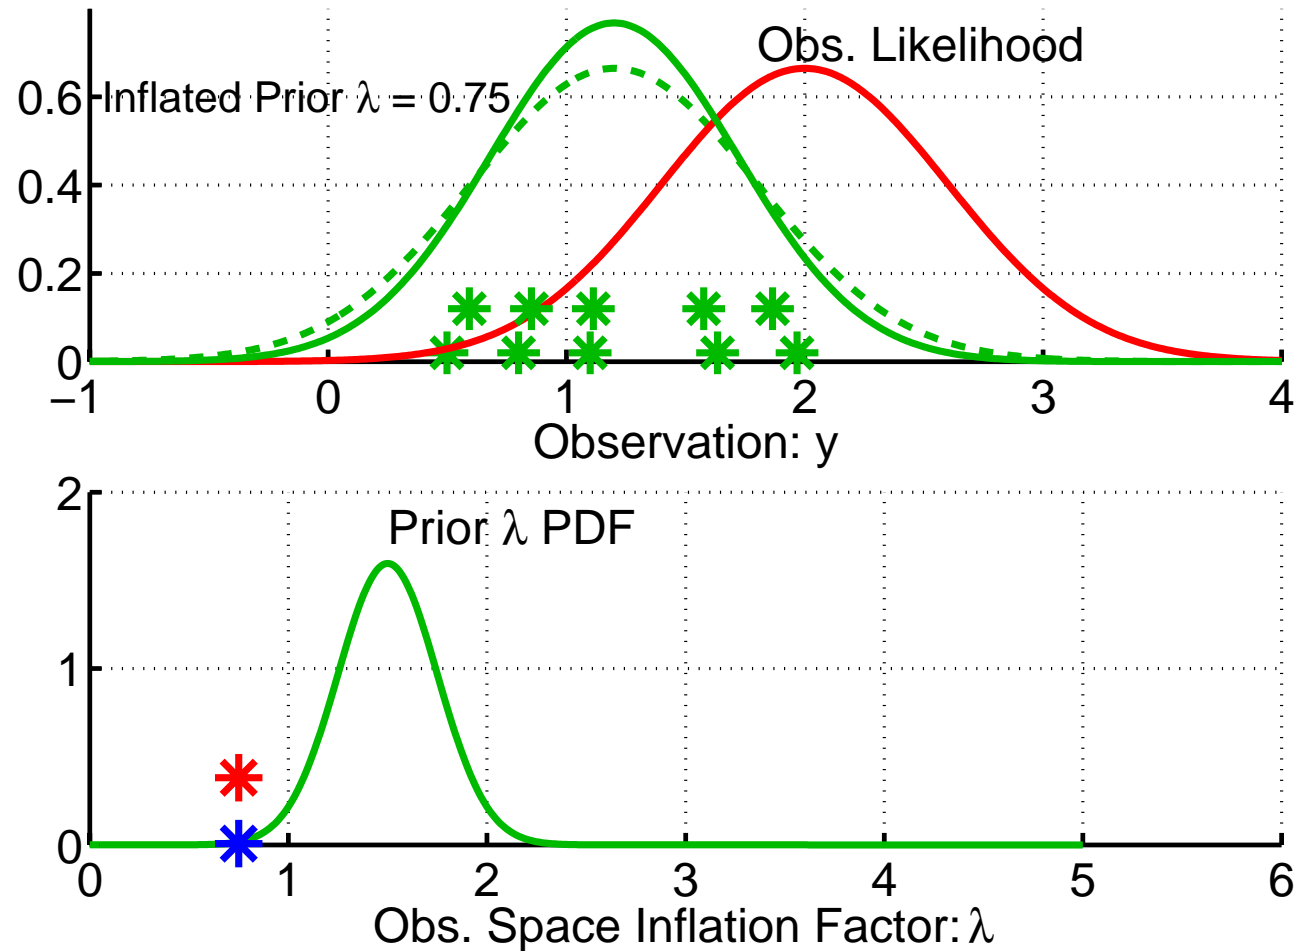 Obs. Likelihood
Inflated Prior λ = 0.75
0.6
0.4
0.2
0
−1 0 1 2 3 4
Observation: y
Prior λ PDF
2
1
0
0 1 2 3 4 5 6
Obs. Space Inflation Factor: λ